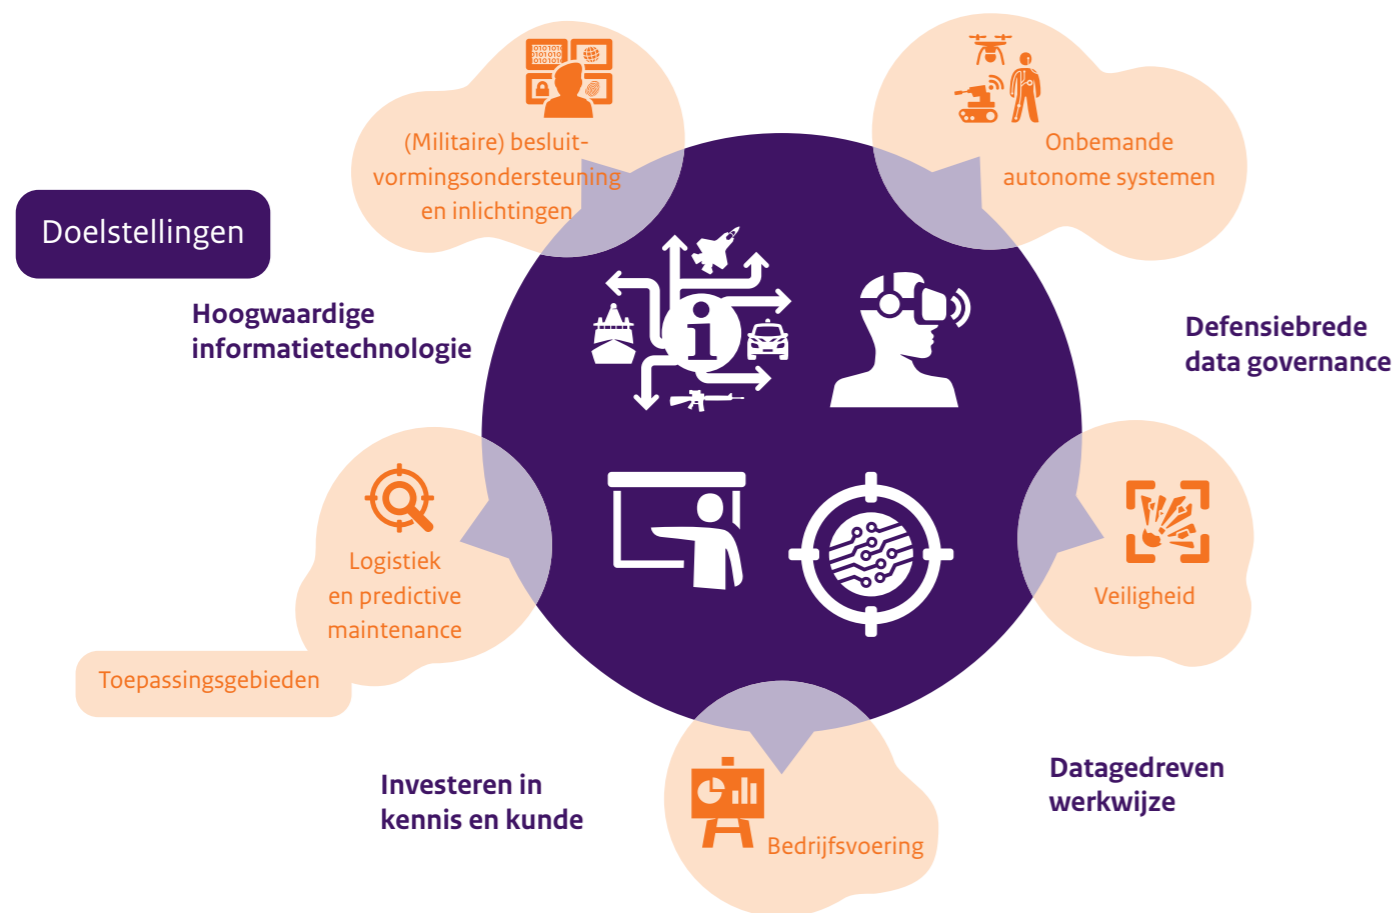 (Militaire) besluit-
vormingsondersteuning
en inlichtingen
Onbemande
autonome systemen
Doelstellingen
Hoogwaardige
informatietechnologie
Defensiebrede
data governance
Logistiek
en predictive
maintenance
Veiligheid
Toepassingsgebieden
Investeren in
kennis en kunde
Datagedreven
werkwijze
Bedrijfsvoering